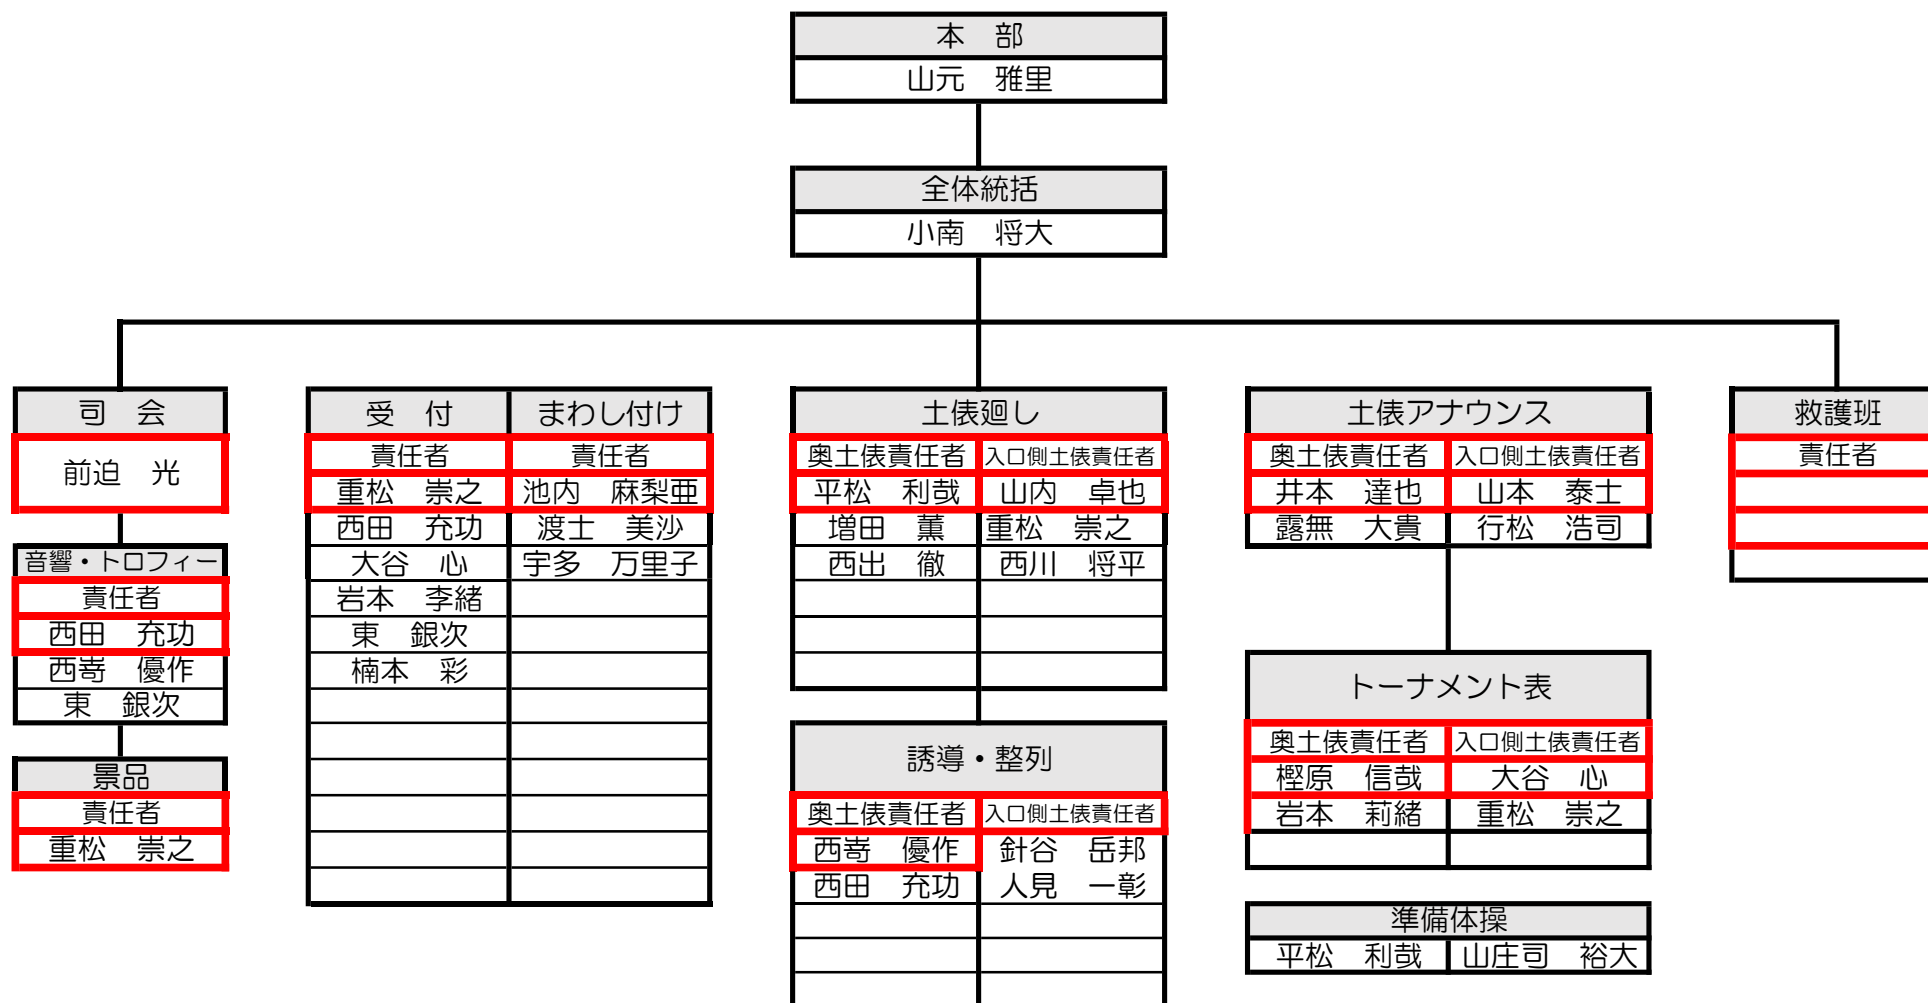 本　部
山元　雅里
全体統括
小南　将大
司　会
前迫　光
音響・トロフィー
責任者
西田　充功
西嵜　優作
東　銀次
景品
責任者
重松　崇之
受　付　まわし付け
責任者　責任者
重松　崇之　池内　麻梨亜
西田　充功　渡士　美沙
大谷　心　宇多　万里子
岩本　李緒
東　銀次
楠本　彩
土俵廻し
奥土俵責任者　入口側土俵責任者
平松　利哉　山内　卓也
増田　薫　重松　崇之
西出　徹　西川　将平
誘導・整列
奥土俵責任者　入口側土俵責任者
西嵜　優作　針谷　岳邦
西田　充功　人見　一彰
土俵アナウンス
奥土俵責任者　入口側土俵責任者
井本　達也　山本　泰士
露無　大貴　行松　浩司
トーナメント表
奥土俵責任者　入口側土俵責任者
樫原　信哉　大谷　心
岩本　莉緒　重松　崇之
準備体操
平松　利哉　山庄司　裕大
救護班
責任者